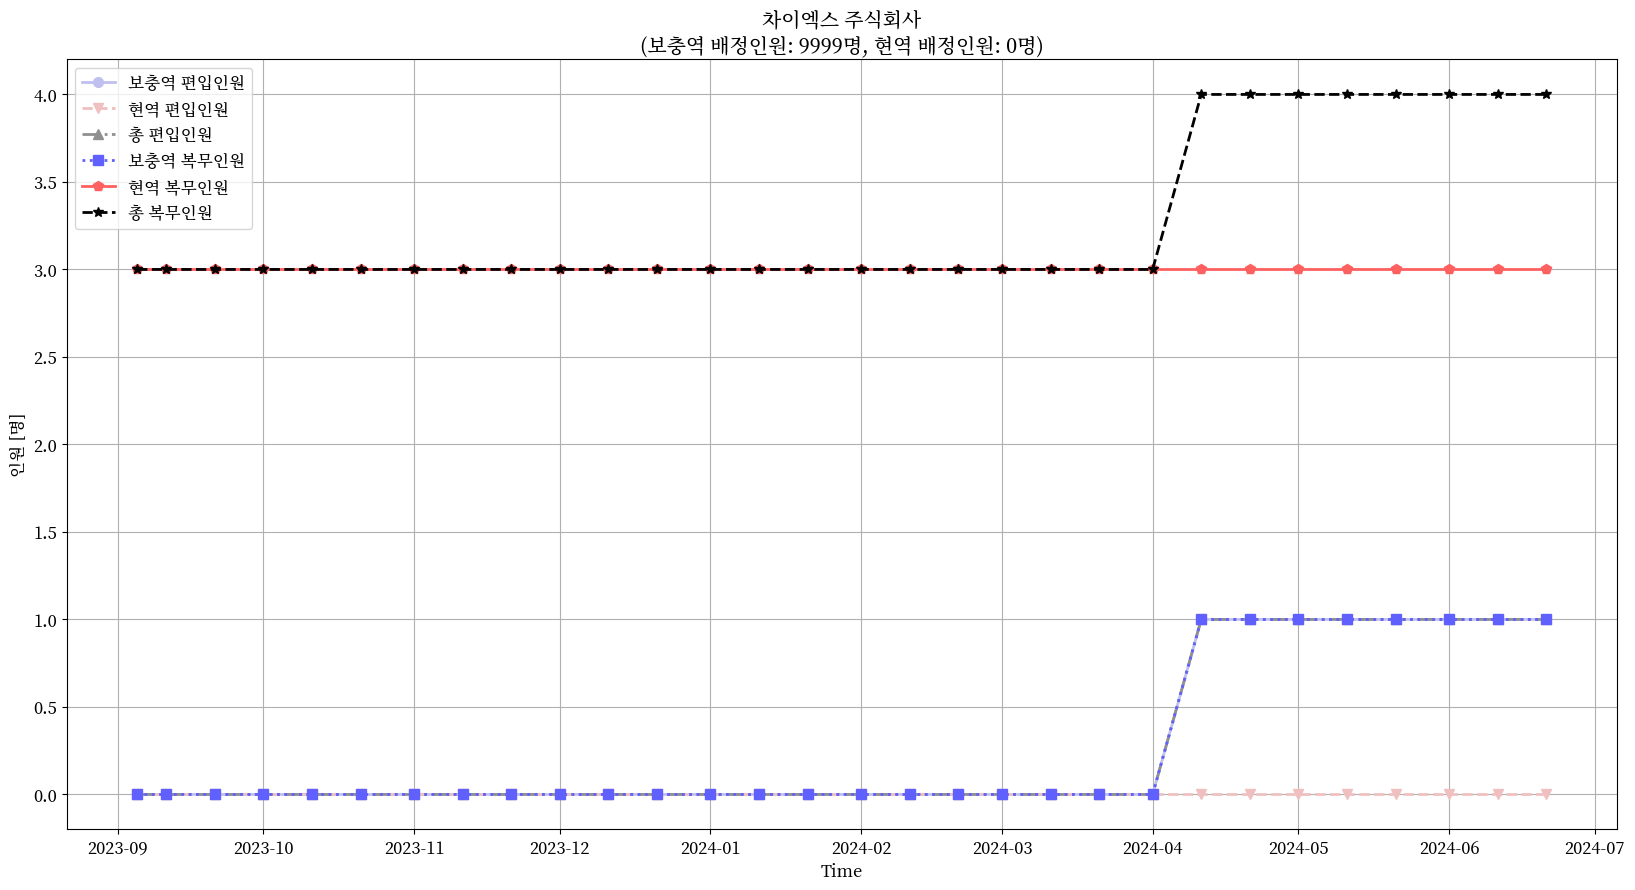 차이엑스 주식회사
(보충역 배정인원: 9999명, 현역 배정인원: 0명)
보충역 편입인원
현역 편입인원
총 편입인원
보충역 복무인원
현역 복무인원
총 복무인원
4.0
3.5
3.0
2.5
2.0
1.5
1.0
0.5
0.0
인원 [명]
2023-09 2023-10 2023-11 2023-12 2024-01 2024-02 2024-03 2024-04 2024-05 2024-06 2024-07
Time